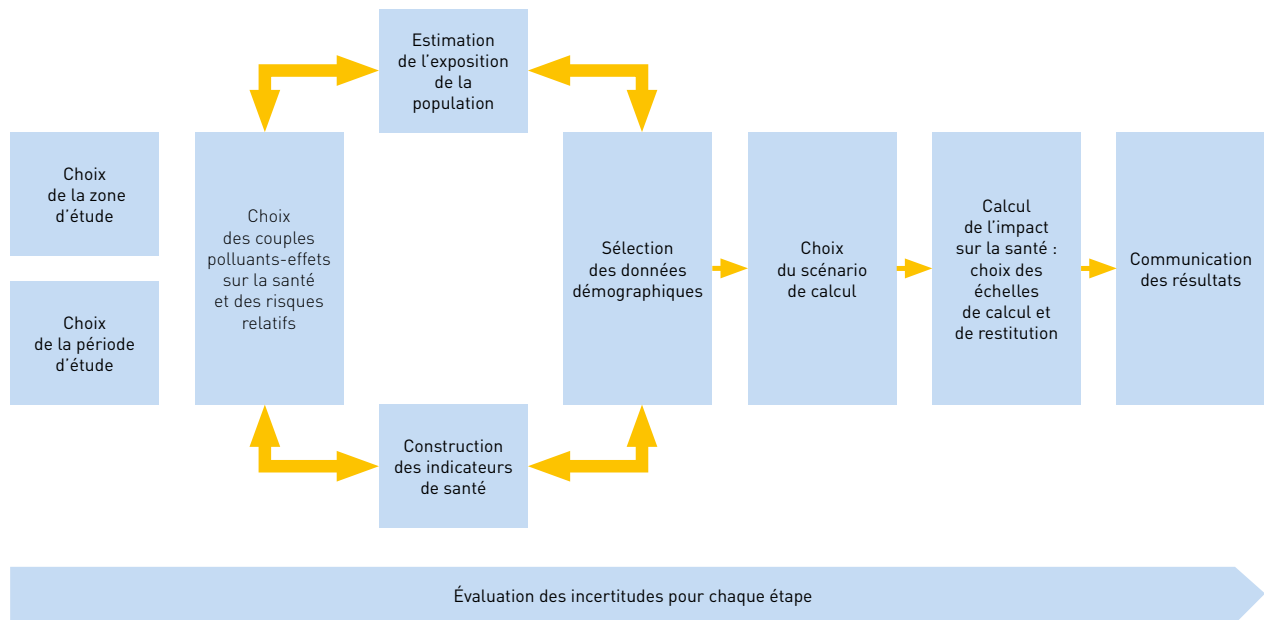 Choix
de la zone
d’étude
Choix
de la période
d’étude
Choix
des couples
polluants-effets
sur la santé
et des risques
relatifs
Estimation
de l’exposition
de la
population
Construction
des indicateurs
de santé
Sélection
des données
démographiques
Choix
du scénario
de calcul
Calcul
de l’impact
sur la santé :
choix des
échelles
de calcul et
de restitution
Communication
des résultats
Évaluation des incertitudes pour chaque étape